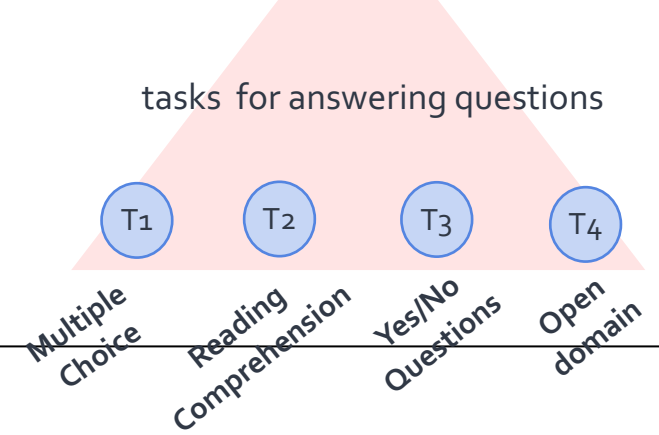 tasks for answering questions
T1
T2
T3
T4
Multiple
Choice
Reading
Comprehension
Yes/No
Questions
Open
domain